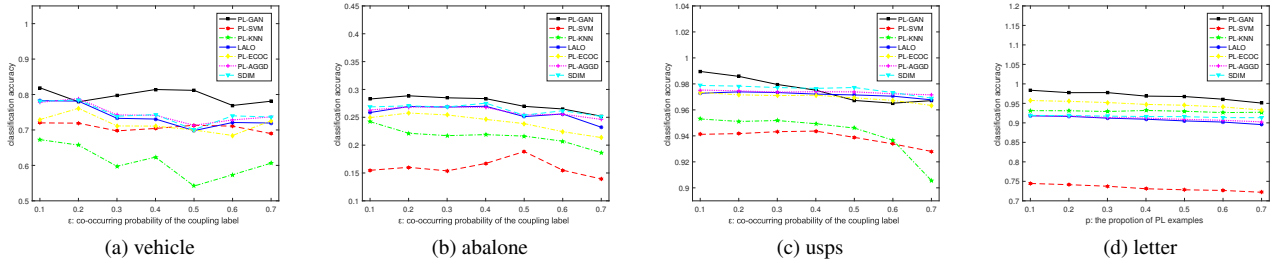 1
0.9
0.8
0.7
0.6
0.5
classification accuracy
PL-GAN
PL-SVM
PL-KNN
LALO
PL-ECOC
PL-AGGD
SDIM
0.1 0.2 0.3 0.4 0.5 0.6 0.7
ε: co-occurring probability of the coupling label
(a) vehicle
0.45
0.4
0.35
0.3
0.25
0.2
0.15
0.1
classification accuracy
PL-GAN
PL-SVM
PL-KNN
LALO
PL-ECOC
PL-AGGD
SDIM
0.1 0.2 0.3 0.4 0.5 0.6 0.7
ε: co-occurring probability of the coupling label
(b) abalone
1.04
1.02
1
0.98
0.96
0.94
0.92
0.9
classification accuracy
PL-GAN
PL-SVM
PL-KNN
LALO
PL-ECOC
PL-AGGD
SDIM
0.1 0.2 0.3 0.4 0.5 0.6 0.7
ε: co-occurring probability of the coupling label
(c) usps
1.2
1.15
1.1
1.05
1
0.95
0.9
0.85
0.8
0.75
0.7
classification accuracy
PL-GAN
PL-SVM
PL-KNN
LALO
PL-ECOC
PL-AGGD
SDIM
0.1 0.2 0.3 0.4 0.5 0.6 0.7
p: the propotion of PL examples
(d) letter